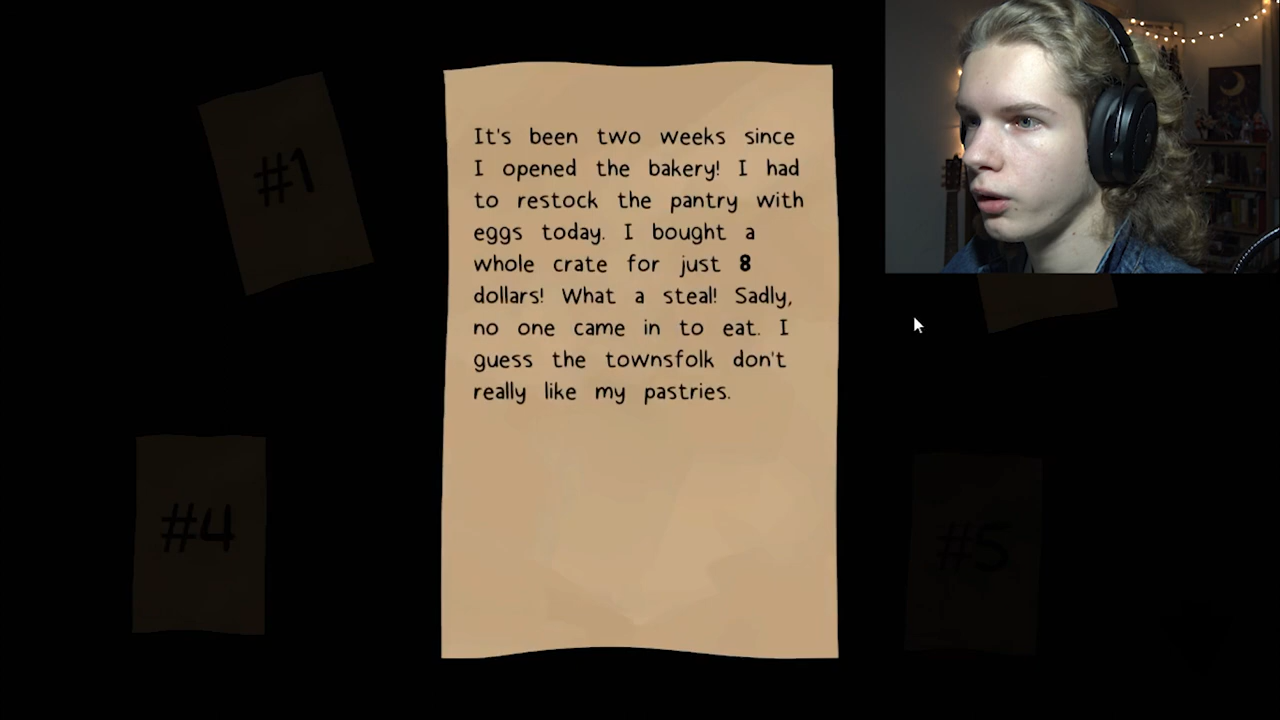 #1
It's been two weeks since
I opened the bakery! I had
to restock the pantry with
eggs today. I bought a
whole crate for just 8
dollars! What a steal! Sadly,
no one came in to eat. I
guess the townsfolk don't
really like my pastries.
#4
#5